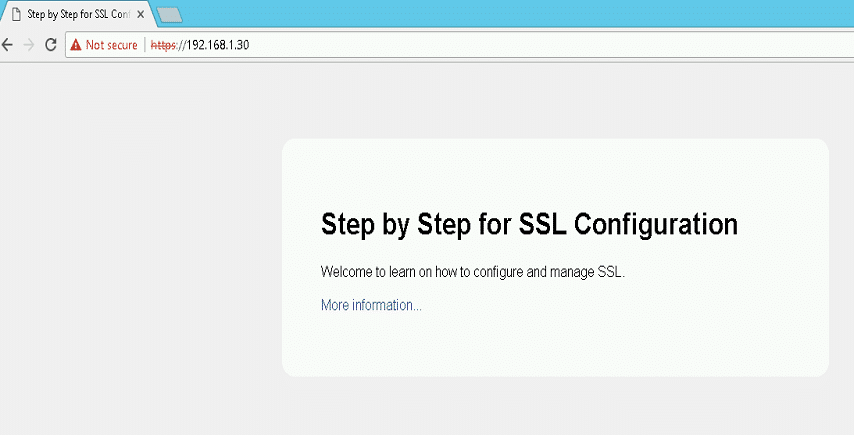 Step by Step for SSL Conf
Not secure https://192.168.1.30
Step by Step for SSL Configuration
Welcome to learn on how to configure and manage SSL.
More information...